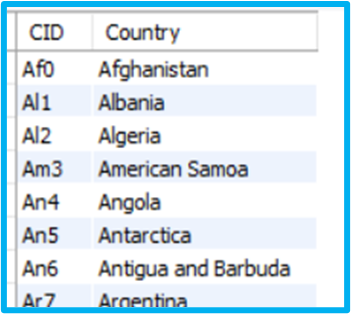 CID Country
Af0 Afghanistan
Al1 Albania
Al2 Algeria
Am3 American Samoa
An4 Angola
An5 Antarctica
An6 Antigua and Barbuda
Ar7 Argentina